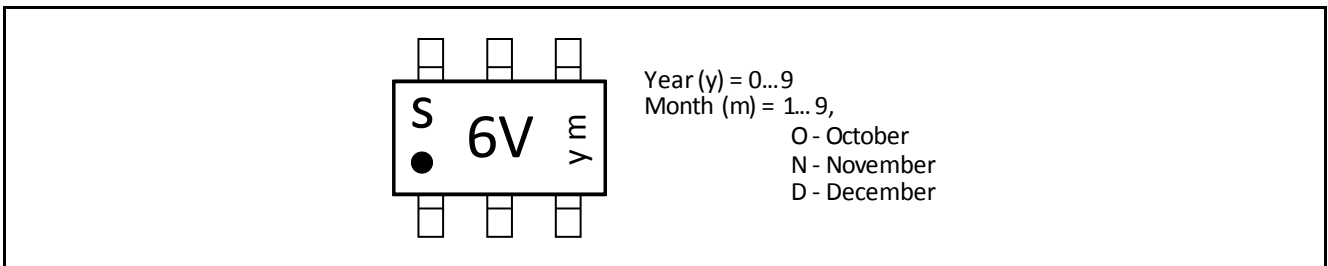 S
6V
y m
Year (y) = 0...9
Month (m) = 1...9,
O - October
N - November
D - December